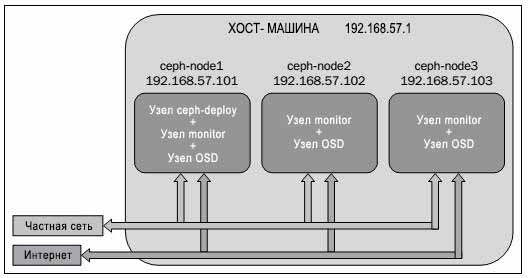 ХОСТ- МАШИНА 192.168.57.1
ceph-node1
192.168.57.101
ceph-node2
192.168.57.102
ceph-node3
192.168.57.103
Узел ceph-deploy
+
Узел monitor
+
Узел OSD
Узел monitor
+
Узел OSD
Узел monitor
+
Узел OSD
Частная сеть
Интернет